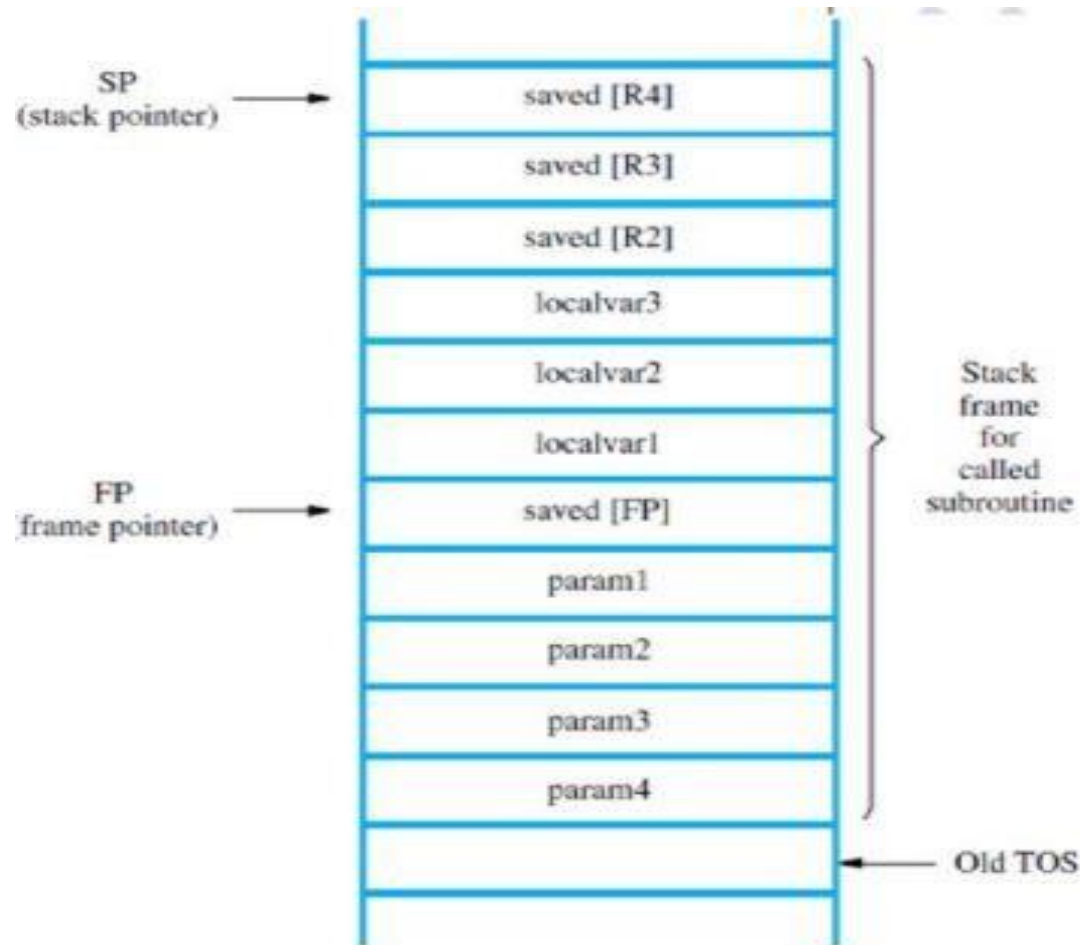 SP
(stack pointer)
saved [R4]
saved [R3]
saved [R2]
localvar3
localvar2
localvar1
FP
(frame pointer)
saved [FP]
param1
param2
param3
param4
Stack
frame
for
called
subroutine
Old TOS